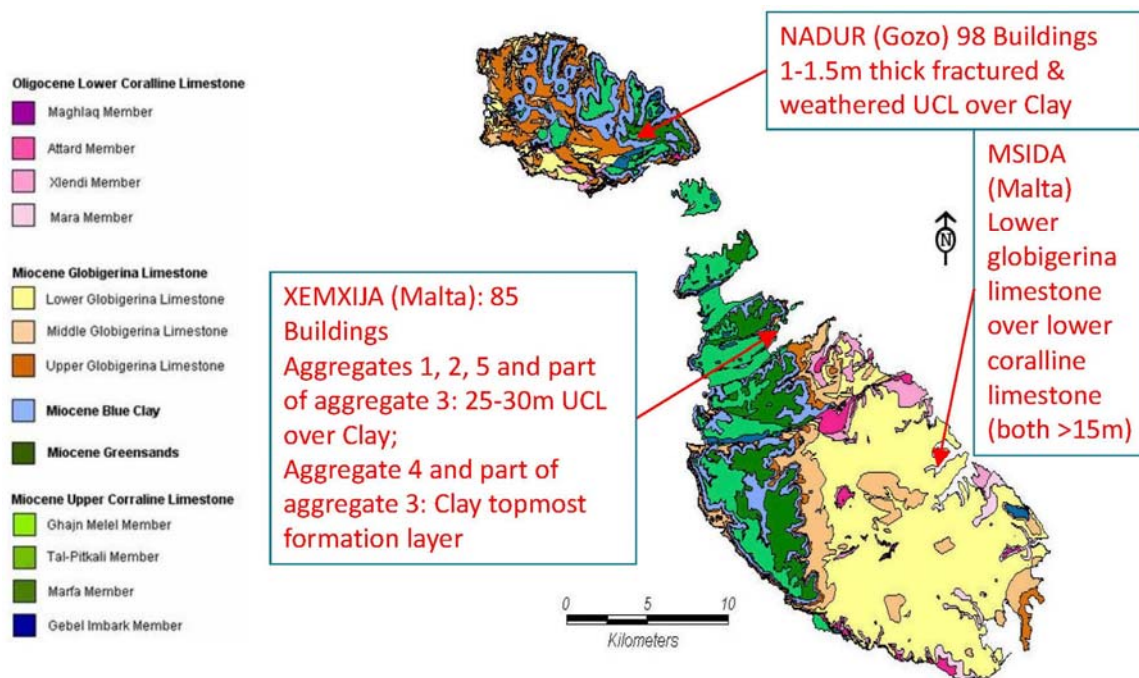 Oligocene Lower Coralline Limestone
Maghlaq Member
Attard Member
Xlendi Member
Mara Member
Miocene Globigerina Limestone
Lower Globigerina Limestone
Middle Globigerina Limestone
Upper Globigerina Limestone
Miocene Blue Clay
Miocene Greensands
Miocene Upper Corraline Limestone
Ghajn Melel Member
Tal-Pitkali Member
Marfa Member
Gebel Imbark Member
NADUR (Gozo) 98 Buildings
1-1.5m thick fractured &
weathered UCL over Clay
MSIDA
(Malta)
Lower
globigerina
limestone
over lower
coralline
limestone
(both >15m)
N
XEMXIJA (Malta): 85
Buildings
Aggregates 1, 2, 5 and part
of aggregate 3: 25-30m UCL
over Clay;
Aggregate 4 and part of
aggregate 3: Clay topmost
formation layer
0 5 10
Kilometers